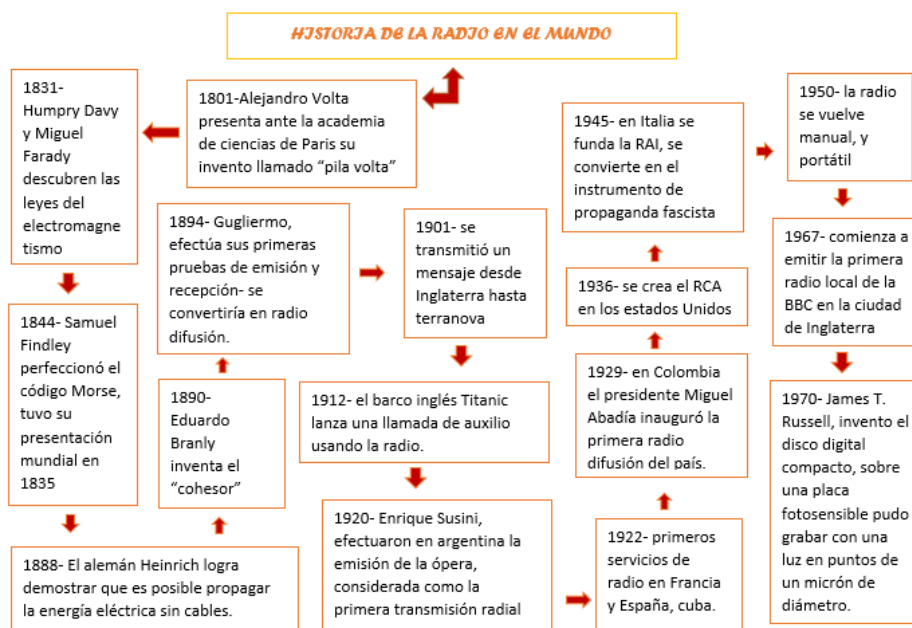 HISTORIA DE LA RADIO EN EL MUNDO
1801-Alejandro Volta
presenta ante la academia
de ciencias de Paris su
invento llamado “pila volta”
1831-
Humpry Davy
y Miguel
Farady
descubren las
leyes del
electromagne
tismo
1844- Samuel
Findley
perfeccionó el
código Morse,
tuvo su
presentación
mundial en
1835
1888- El alemán Heinrich logra
demostrar que es posible propagar
la energía eléctrica sin cables.
1890-
Eduardo
Branly
inventa el
“cohesor”
1894- Gugliermo,
efectúa sus primeras
pruebas de emisión y
recepción- se
convertiría en radio
difusión.
1901- se
transmitió un
mensaje desde
Inglaterra hasta
terranova
1912- el barco inglés Titanic
lanza una llamada de auxilio
usando la radio.
1920- Enrique Susini,
efectuaron en argentina la
emisión de la ópera,
considerada como la
primera transmisión radial
1922- primeros
servicios de
radio en Francia
y España, cuba.
1929- en Colombia
el presidente Miguel
Abadía inauguró la
primera radio
difusión del país.
1936- se crea el RCA
en los estados Unidos
1945- en Italia se
funda la RAI, se
convierte en el
instrumento de
propaganda fascista
1950- la radio
se vuelve
manual, y
portátil
1967- comienza a
emitir la primera
radio local de la
BBC en la ciudad
de Inglaterra
1970- James T.
Russell, invento el
disco digital
compacto, sobre
una placa
fotosensible pudo
grabar con una
luz en puntos de
un micrón de
diámetro.